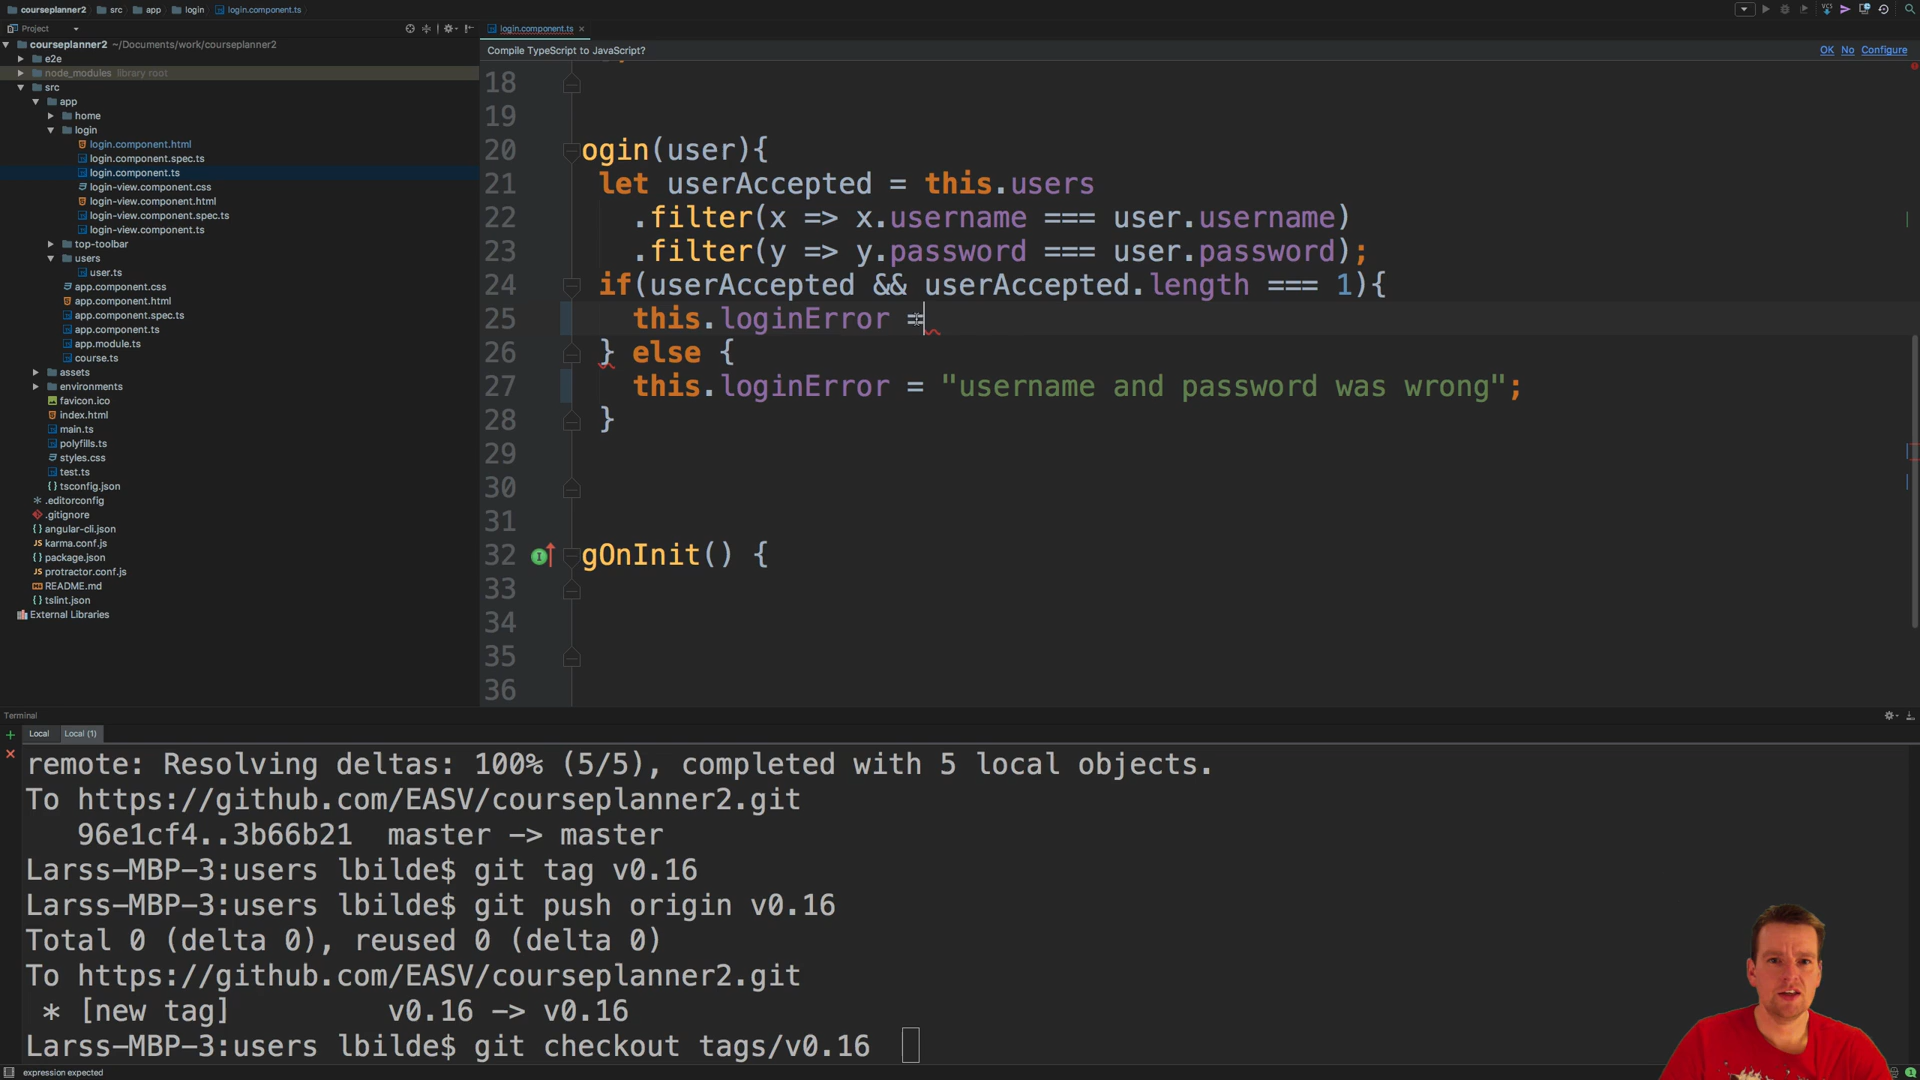 courseplanner2 src app login login.component.ts
Project
login.component.ts
courseplanner2 ~/Documents/work/courseplanner2
e2e
node_modules library root
src
app
home
login
login.component.html
login.component.spec.ts
login.component.ts
login-view.component.css
login-view.component.html
login-view.component.spec.ts
login-view.component.ts
top-toolbar
users
user.ts
app.component.css
app.component.html
app.component.spec.ts
app.component.ts
app.module.ts
course.ts
assets
environments
favicon.ico
index.html
main.ts
polyfills.ts
styles.css
test.ts
tsconfig.json
.editorconfig
.gitignore
angular-cli.json
karma.conf.js
package.json
protractor.conf.js
README.md
tslint.json
External Libraries
Compile TypeScript to JavaScript? OK No Configure
18
19
20 ogin(user){
21 let userAccepted = this.users
22 .filter(x => x.username === user.username)
23 .filter(y => y.password === user.password);
24 if(userAccepted && userAccepted.length === 1){
25 this.loginError =
26 } else {
27 this.loginError = "username and password was wrong";
28 }
29
30
31
32 gOnInit() {
33
34
35
36
Terminal
Local Local (1)
remote: Resolving deltas: 100% (5/5), completed with 5 local objects.
To https://github.com/EASV/courseplanner2.git
96e1cf4..3b66b21 master -> master
Larss-MBP-3:users lbilde$ git tag v0.16
Larss-MBP-3:users lbilde$ git push origin v0.16
Total 0 (delta 0), reused 0 (delta 0)
To https://github.com/EASV/courseplanner2.git
* [new tag] v0.16 -> v0.16
Larss-MBP-3:users lbilde$ git checkout tags/v0.16
expression expected